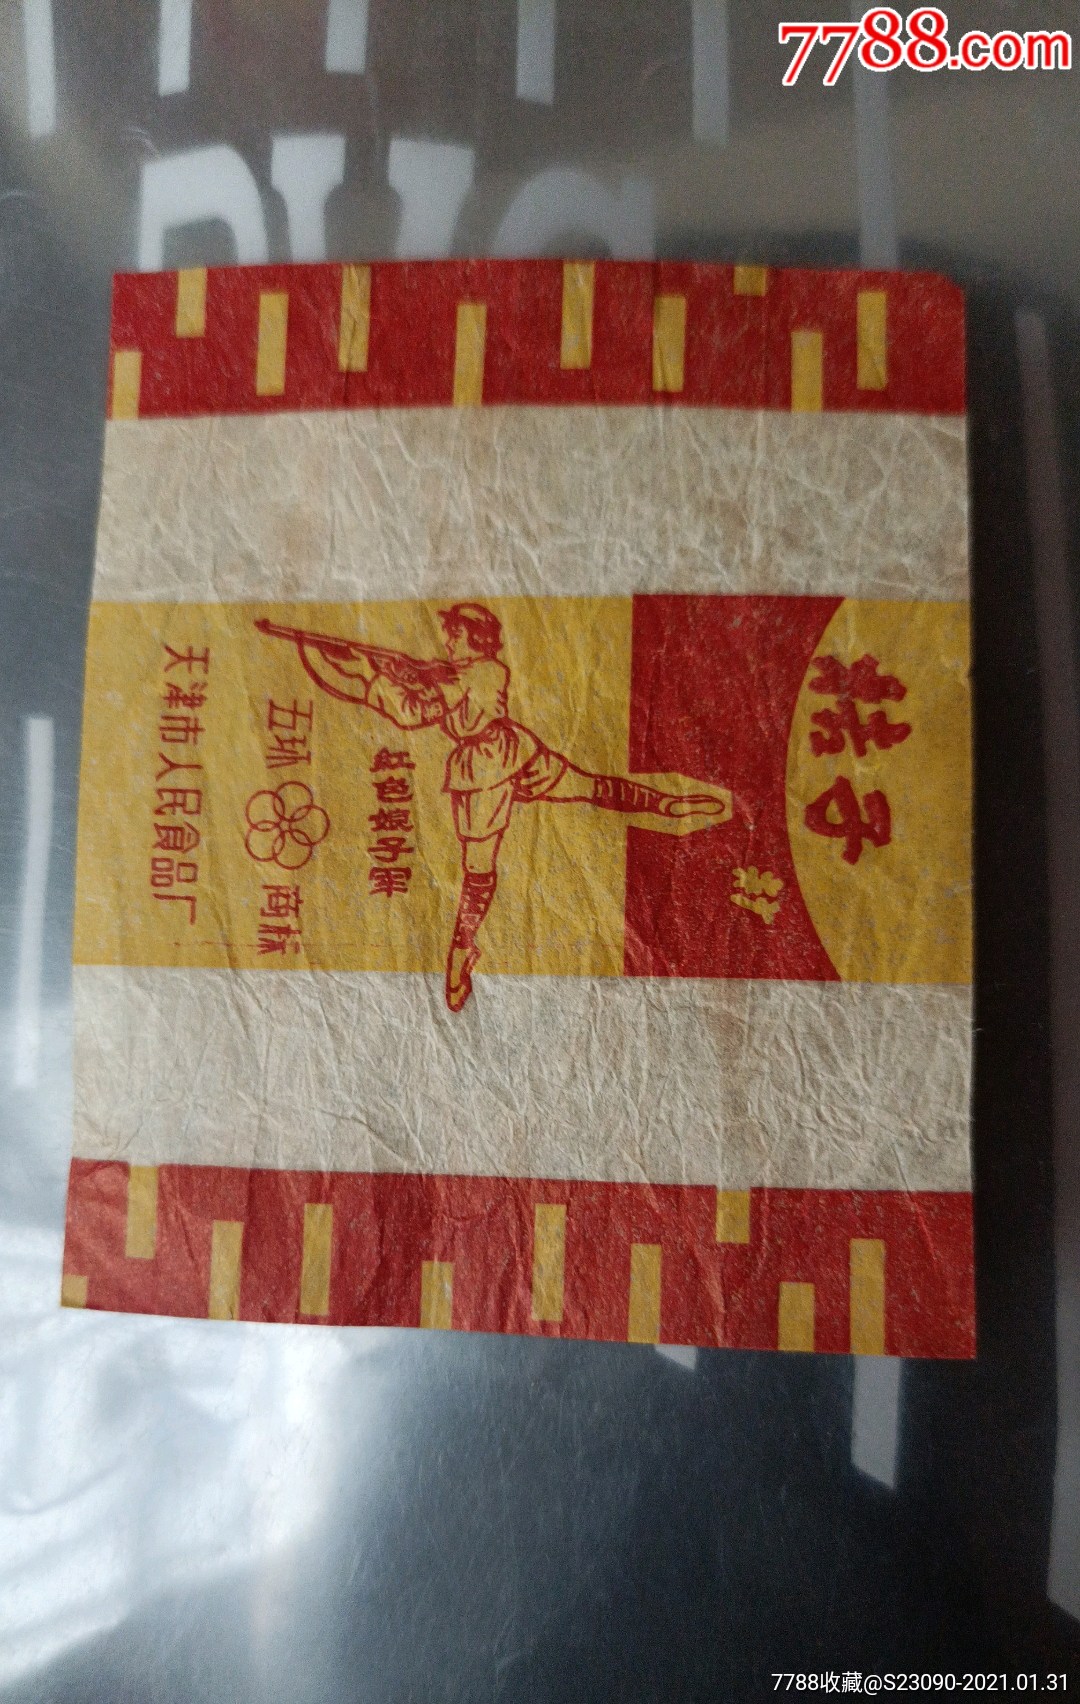 7788.com
桔子
红色娘子军
五环 商标
天津市人民食品厂
7788收藏@S23090-2021.01.31